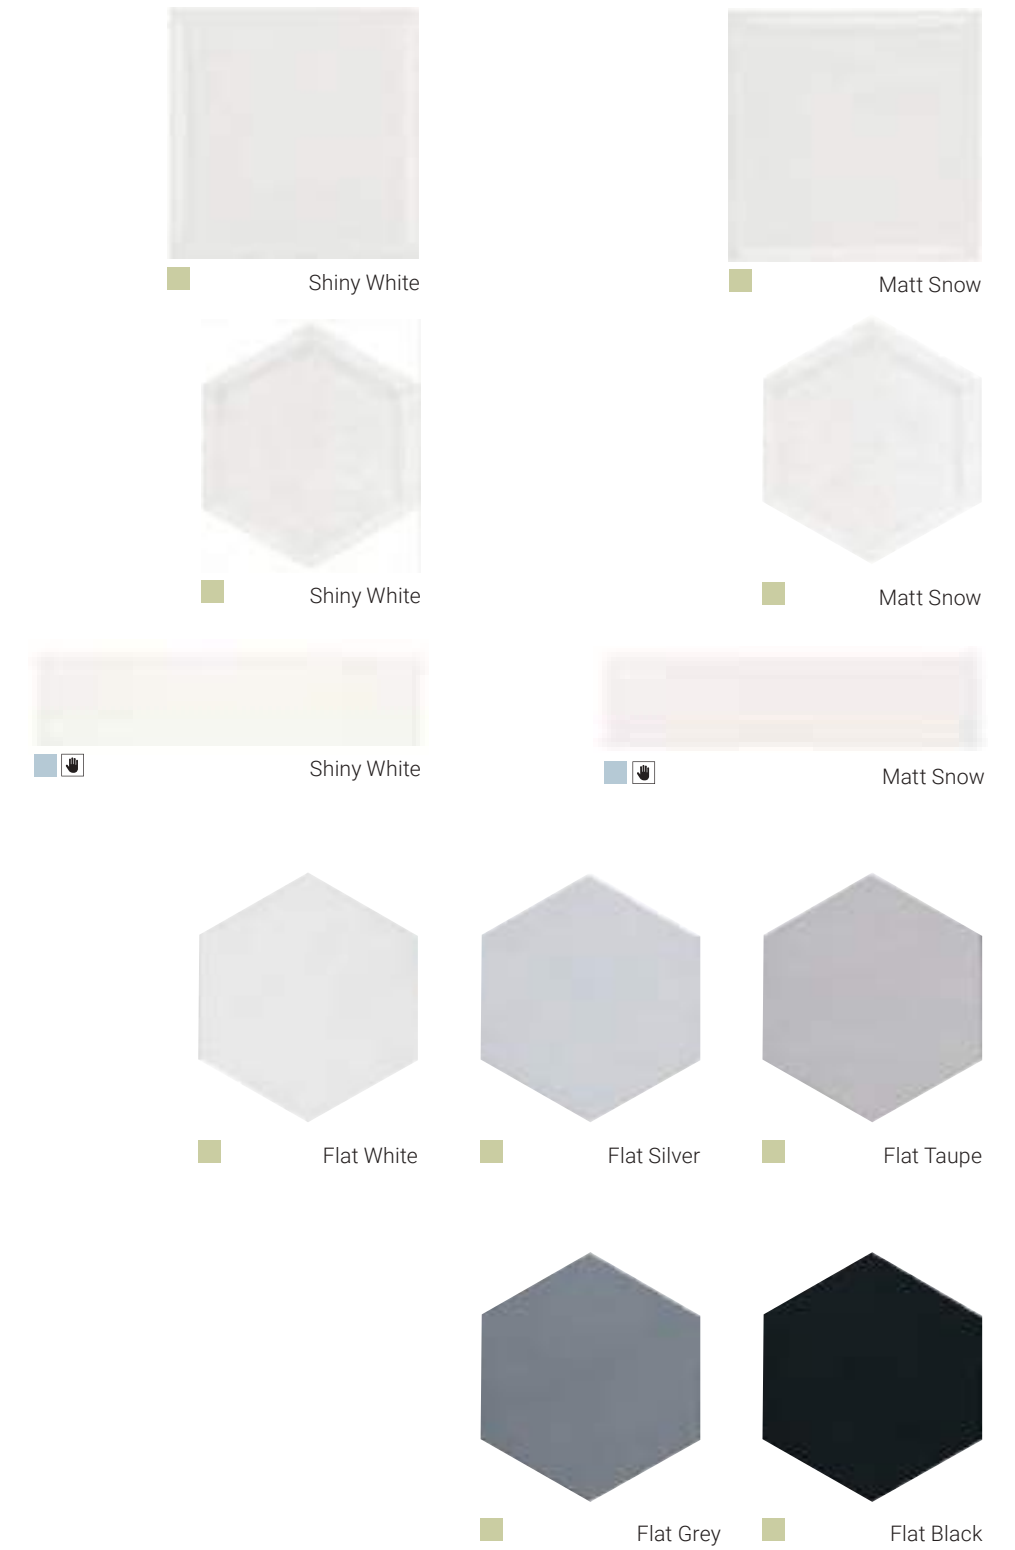 Shiny White
Matt Snow
Shiny White
Matt Snow
Shiny White
Matt Snow
Flat White
Flat Silver
Flat Taupe
Flat Grey
Flat Black